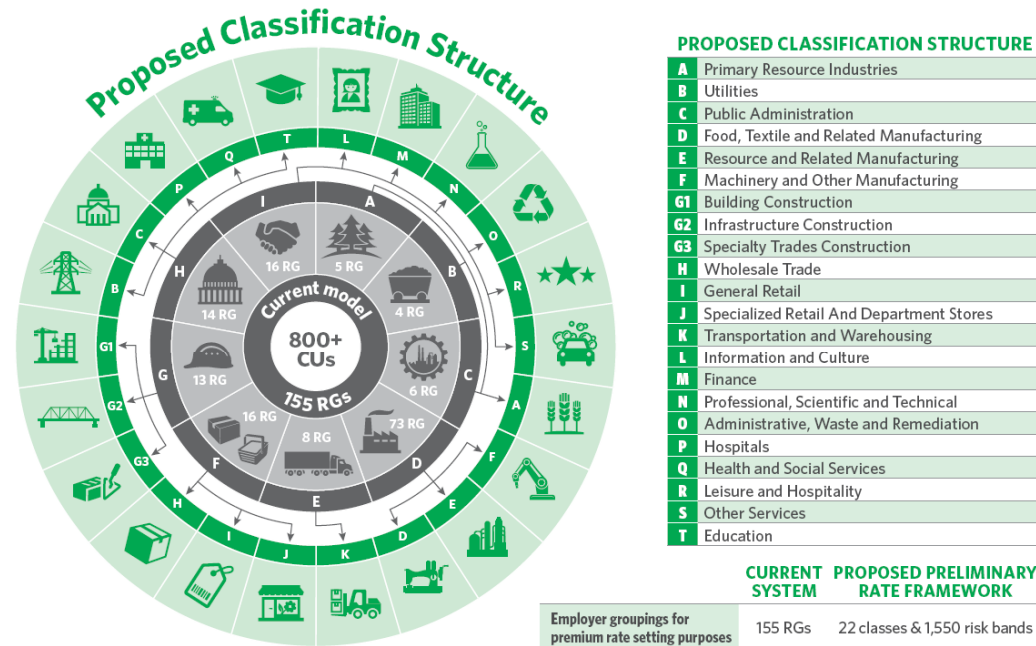 Proposed Classification Structure
T
L
M
N
O
R
S
A
F
E
D
K
J
I
H
G3
G2
G1
B
C
P
Q
A
B
C
D
E
F
G
H
I
5 RG
4 RG
6 RG
73 RG
8 RG
16 RG
13 RG
14 RG
16 RG
Current model
800+
CUs
155 RGs
PROPOSED CLASSIFICATION STRUCTURE
A Primary Resource Industries
B Utilities
C Public Administration
D Food, Textile and Related Manufacturing
E Resource and Related Manufacturing
F Machinery and Other Manufacturing
G1 Building Construction
G2 Infrastructure Construction
G3 Specialty Trades Construction
H Wholesale Trade
I General Retail
J Specialized Retail And Department Stores
K Transportation and Warehousing
L Information and Culture
M Finance
N Professional, Scientific and Technical
O Administrative, Waste and Remediation
P Hospitals
Q Health and Social Services
R Leisure and Hospitality
S Other Services
T Education
CURRENT PROPOSED PRELIMINARY
SYSTEM RATE FRAMEWORK
Employer groupings for
premium rate setting purposes
155 RGs 22 classes & 1,550 risk bands